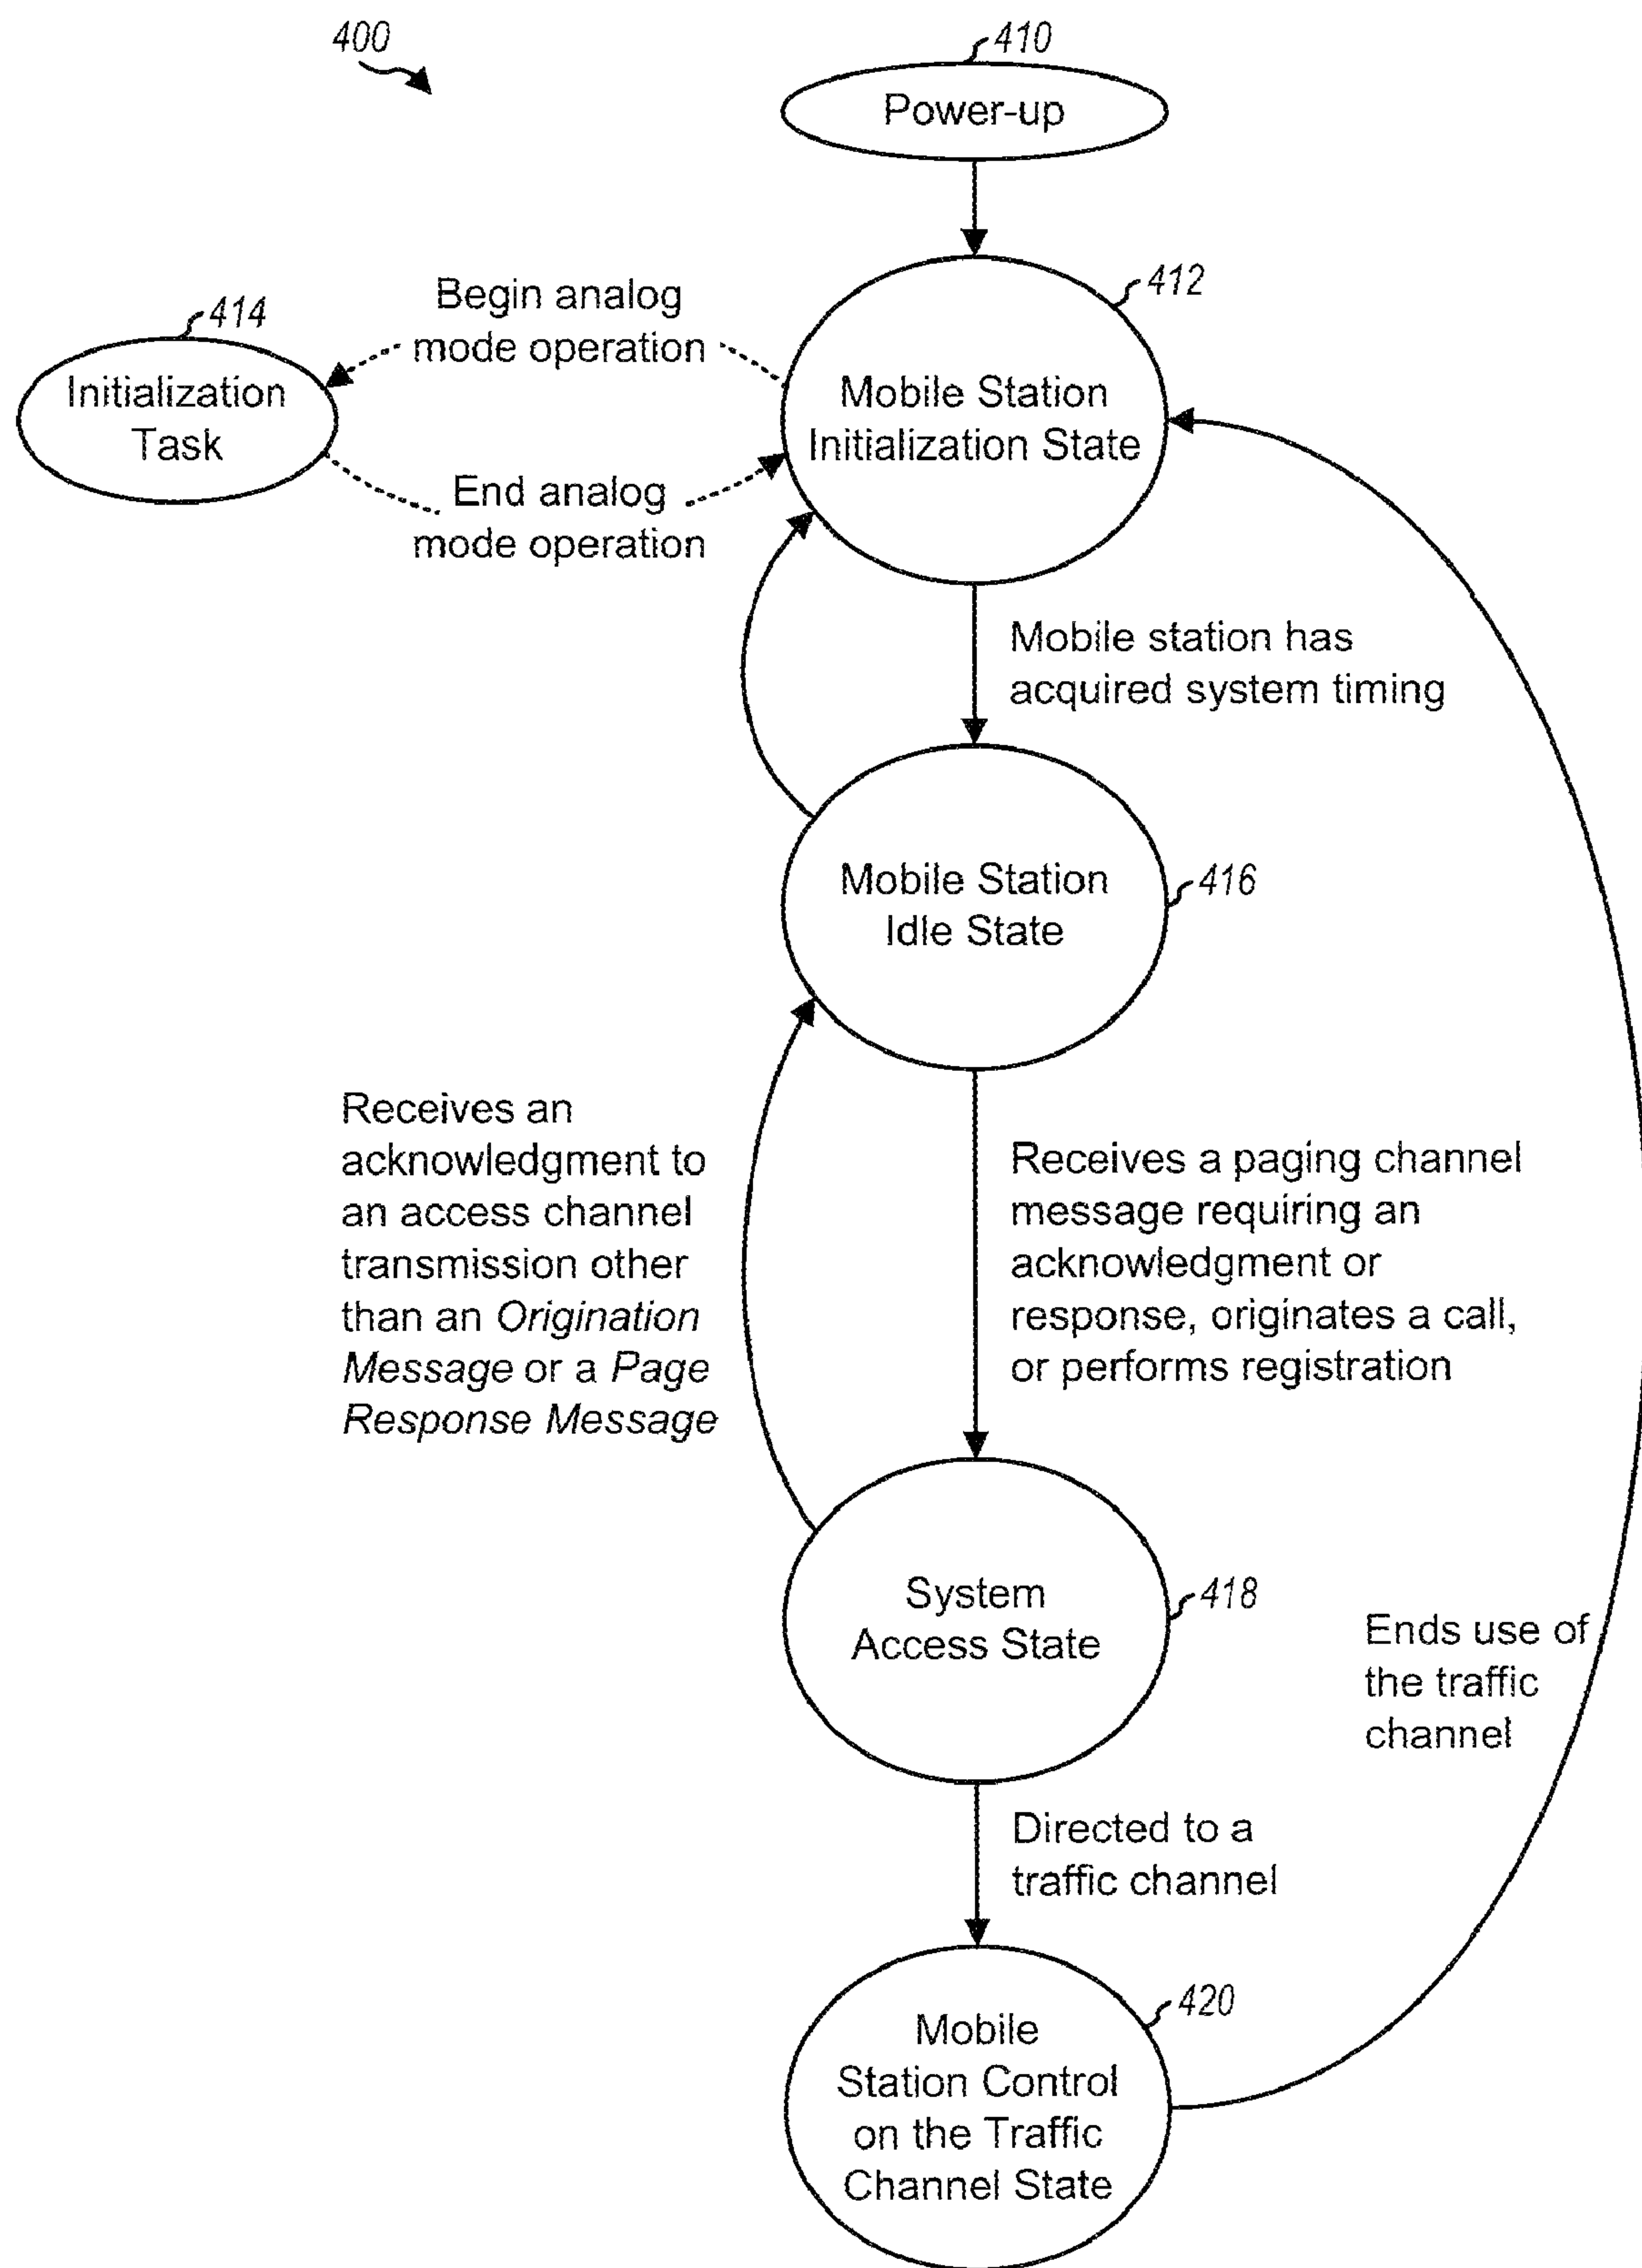 400
410
Power-up
412
414
Begin analog
mode operation
Initialization
Task
Mobile Station
Initialization State
End analog
mode operation
Mobile station has
acquired system timing
Mobile Station
Idle State
416
Receives an
acknowledgment to
an access channel
transmission other
than an Origination
Message or a Page
Response Message
Receives a paging channel
message requiring an
acknowledgment or
response, originates a call,
or performs registration
System
Access State
418
Ends use of
the traffic
channel
Directed to a
traffic channel
420
Mobile
Station Control
on the Traffic
Channel State